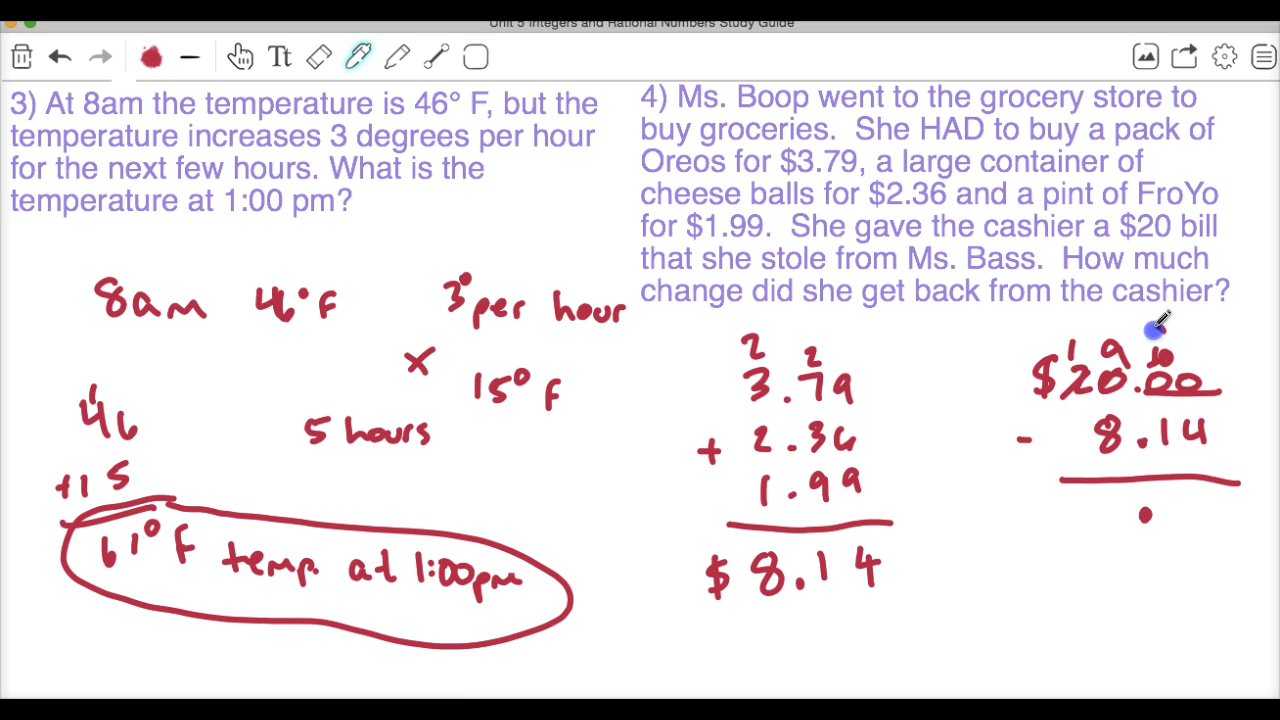 Unit 5 Integers and Rational Numbers Study Guide
Tt
3) At 8am the temperature is 46° F, but the
temperature increases 3 degrees per hour
for the next few hours. What is the
temperature at 1:00 pm?
8am 46°F 3° per hour
x
15° F
5 hours
1
46
+15
61° F temp. at 1:00pm
4) Ms. Boop went to the grocery store to
buy groceries. She HAD to buy a pack of
Oreos for $3.79, a large container of
cheese balls for $2.36 and a pint of FroYo
for $1.99. She gave the cashier a $20 bill
that she stole from Ms. Bass. How much
change did she get back from the cashier?
2 2
3.79
+ 2.36
1.99
$8.14
1 9 10
$20.00
- 8.14
.